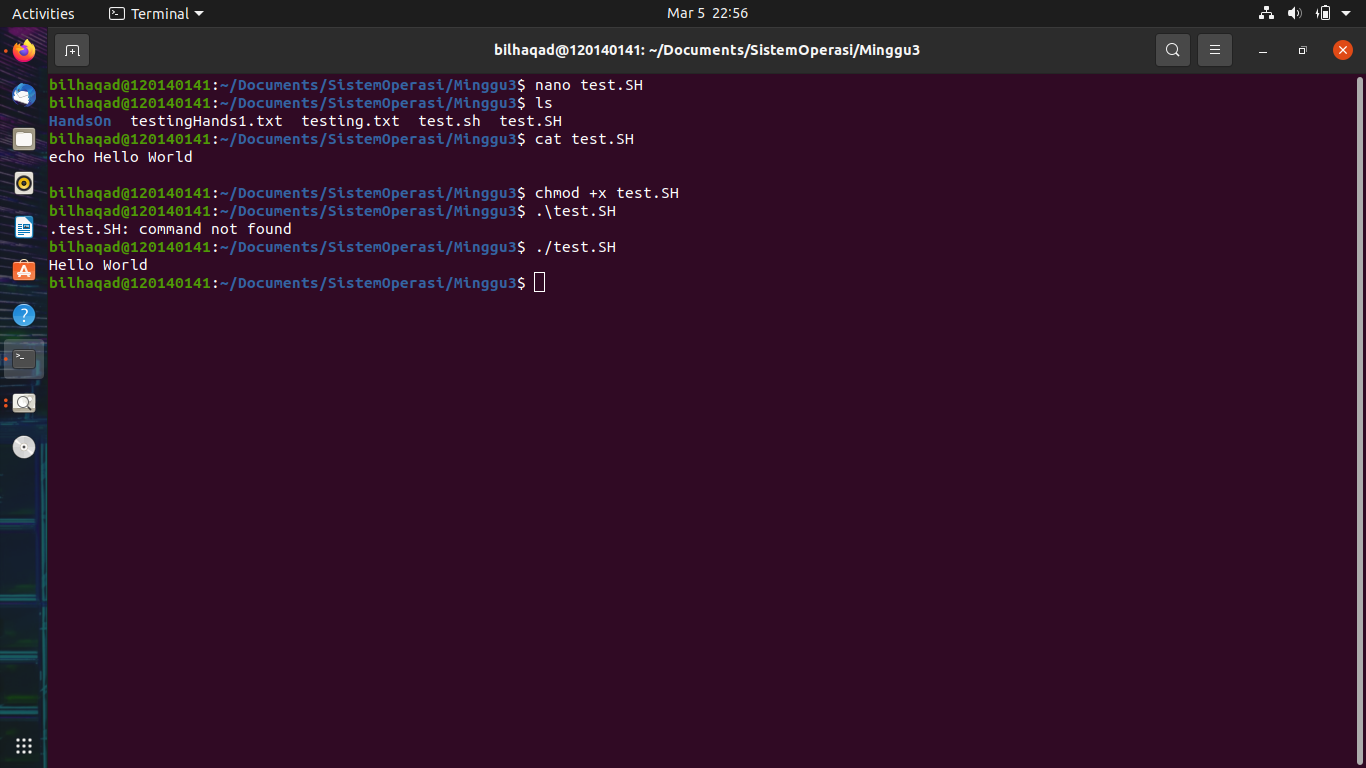 Activities Terminal Mar 5 22:56
bilhaqad@120140141: ~/Documents/SistemOperasi/Minggu3
bilhaqad@120140141:~/Documents/SistemOperasi/Minggu3$ nano test.SH
bilhaqad@120140141:~/Documents/SistemOperasi/Minggu3$ ls
HandsOn testingHands1.txt testing.txt test.sh test.SH
bilhaqad@120140141:~/Documents/SistemOperasi/Minggu3$ cat test.SH
echo Hello World
bilhaqad@120140141:~/Documents/SistemOperasi/Minggu3$ chmod +x test.SH
bilhaqad@120140141:~/Documents/SistemOperasi/Minggu3$ .\test.SH
.test.SH: command not found
bilhaqad@120140141:~/Documents/SistemOperasi/Minggu3$ ./test.SH
Hello World
bilhaqad@120140141:~/Documents/SistemOperasi/Minggu3$